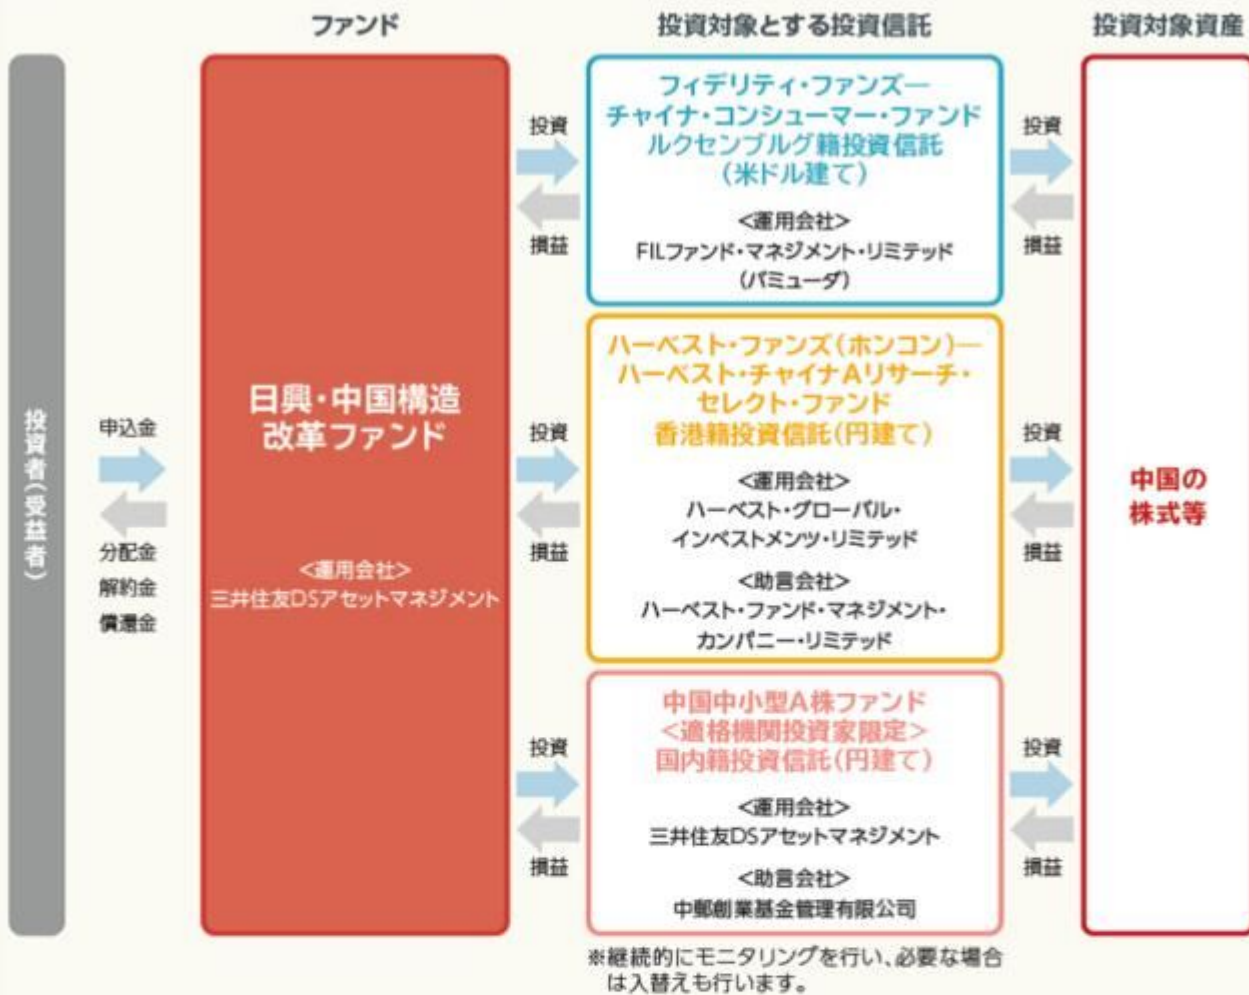 ファンド
投資対象とする投資信託
投資対象資産
投資者(受益者)
申込金
分配金
解約金
償還金
日興・中国構造
改革ファンド
<運用会社>
三井住友DSアセットマネジメント
投資
損益
フィデリティ・ファンズ―
チャイナ・コンシューマー・ファンド
ルクセンブルグ籍投資信託
(米ドル建て)
<運用会社>
FILファンド・マネジメント・リミテッド
(バミューダ)
投資
損益
投資
損益
ハーベスト・ファンズ(ホンコン)―
ハーベスト・チャイナAリサーチ・
セレクト・ファンド
香港籍投資信託(円建て)
<運用会社>
ハーベスト・グローバル・
インベストメンツ・リミテッド
<助言会社>
ハーベスト・ファンド・マネジメント・
カンパニー・リミテッド
投資
損益
投資
損益
中国中小型A株ファンド
<適格機関投資家限定>
国内籍投資信託(円建て)
<運用会社>
三井住友DSアセットマネジメント
<助言会社>
中郵創業基金管理有限公司
投資
損益
中国の
株式等
※継続的にモニタリングを行い、必要な場合
は入替えも行います。